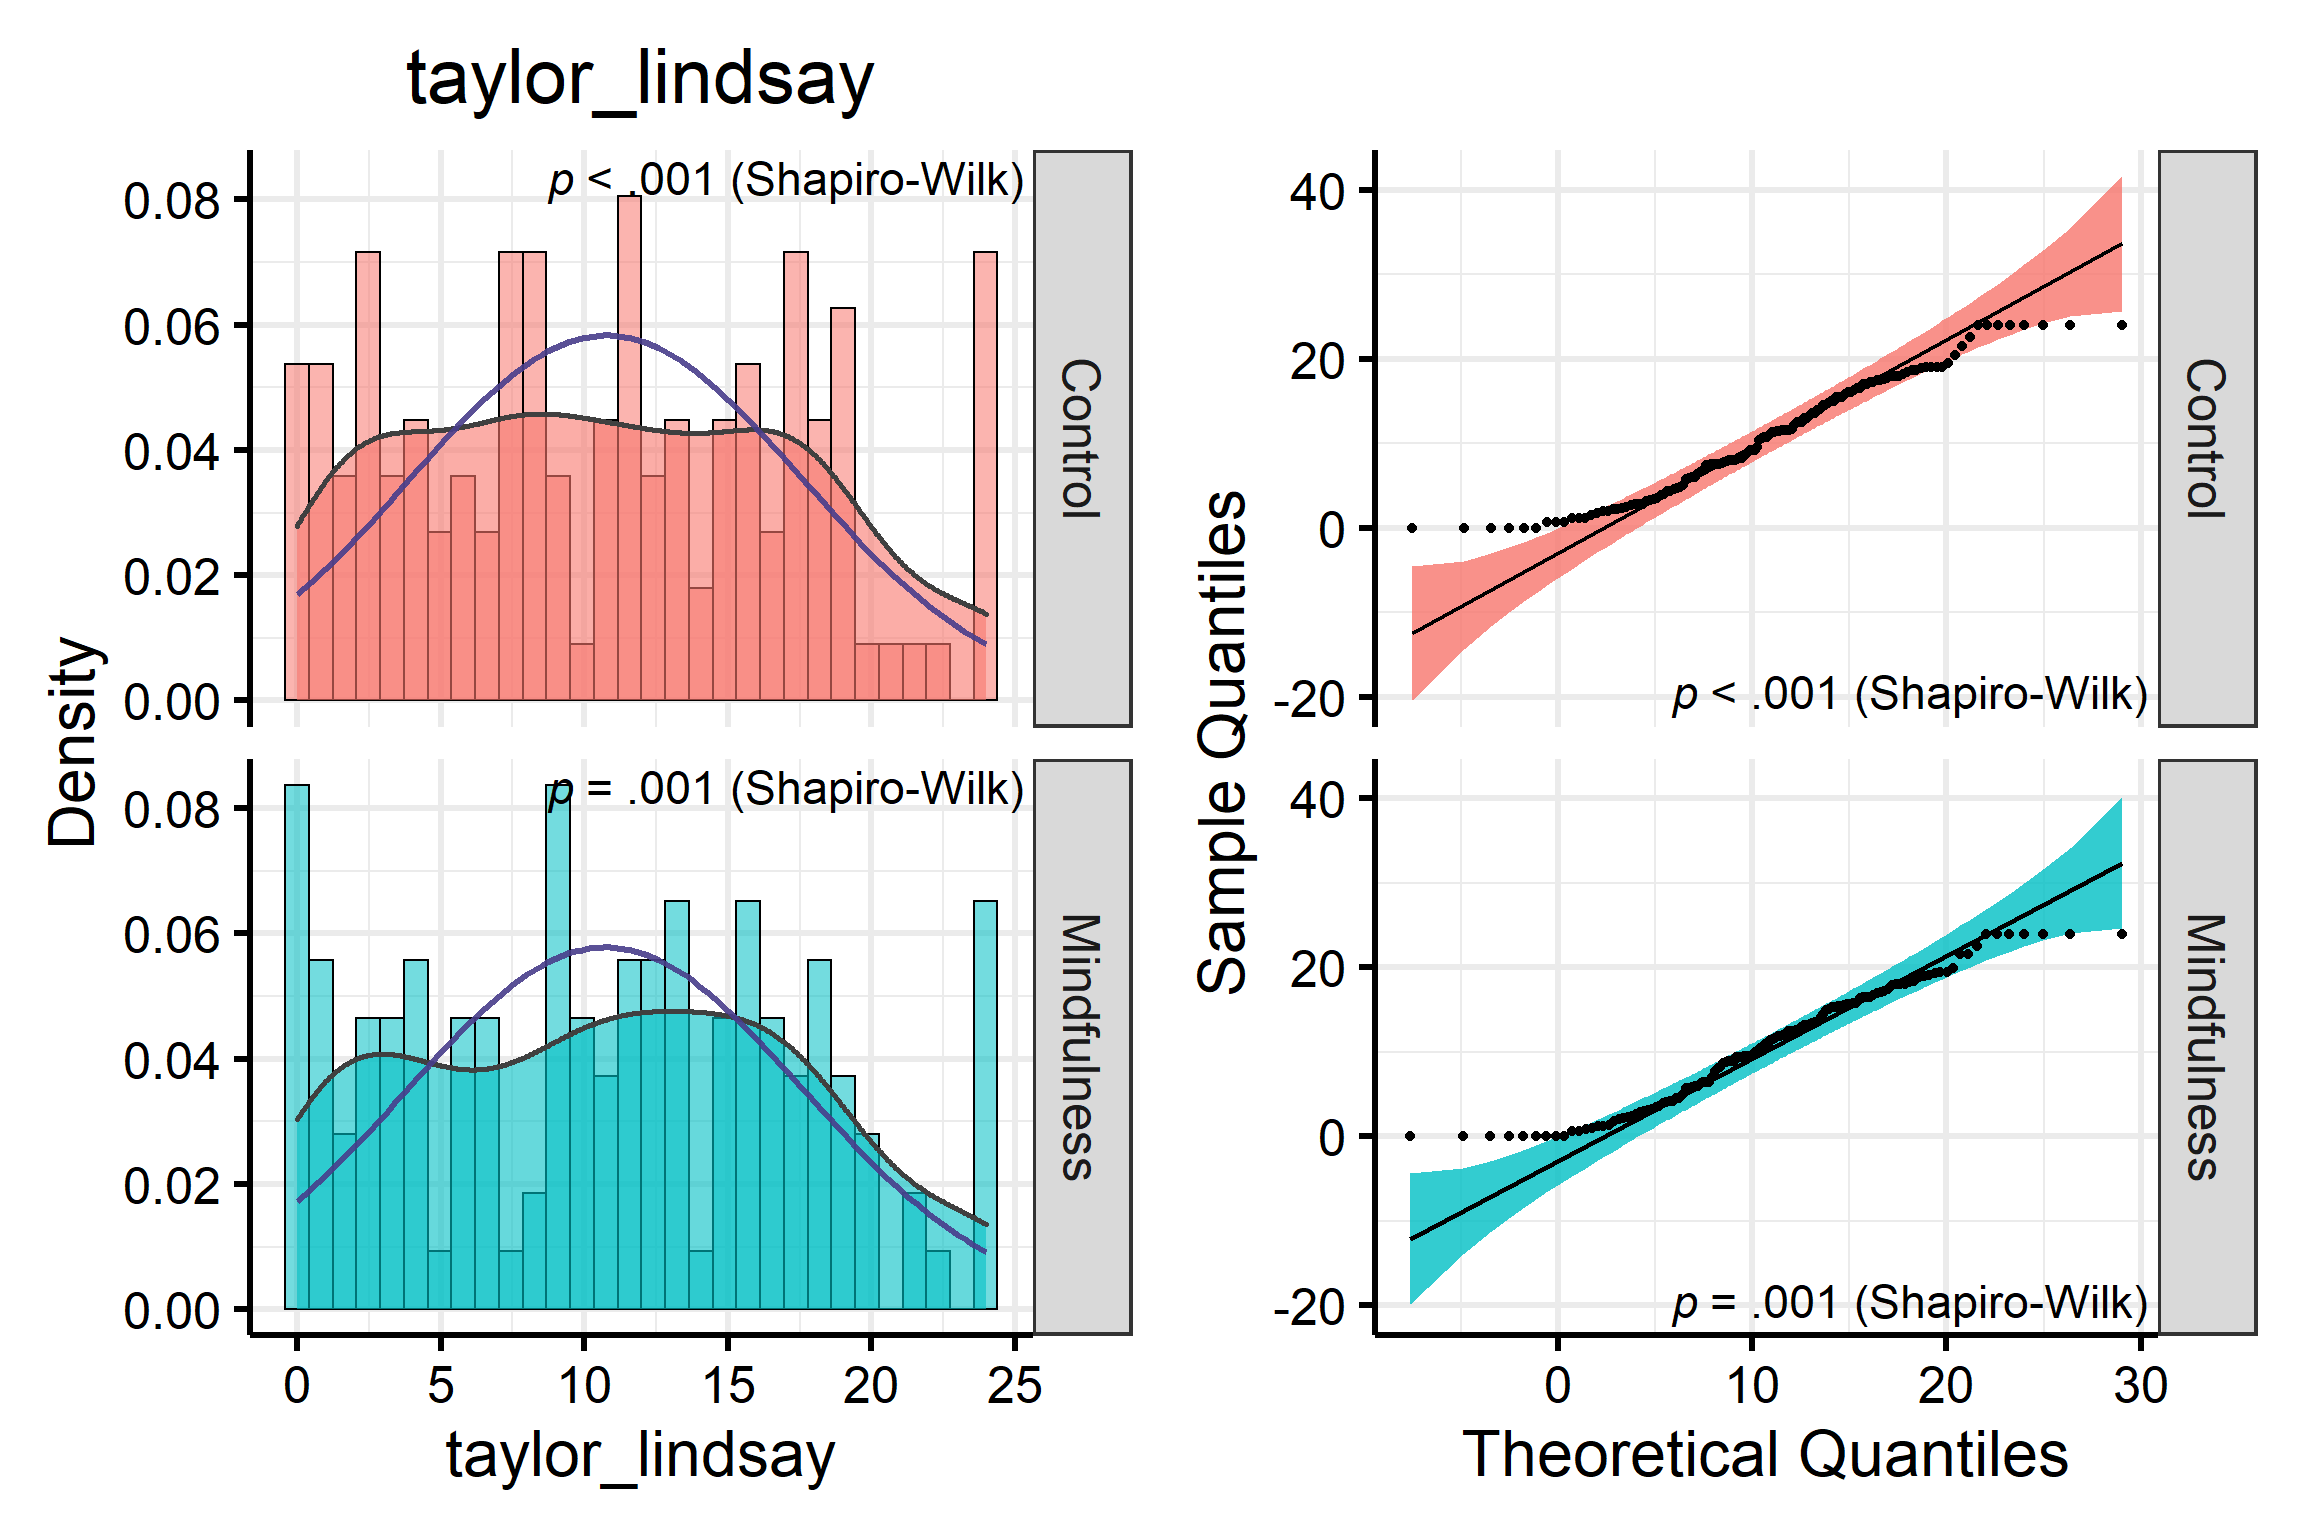 taylor_lindsay
Density
p < .001 (Shapiro-Wilk)
0.08
0.06
0.04
0.02
0.00
Control
p = .001 (Shapiro-Wilk)
0.08
0.06
0.04
0.02
0.00
Mindfulness
0 5 10 15 20 25
taylor_lindsay
Sample Quantiles
40
20
0
-20
p < .001 (Shapiro-Wilk)
Control
40
20
0
-20
p = .001 (Shapiro-Wilk)
Mindfulness
0 10 20 30
Theoretical Quantiles